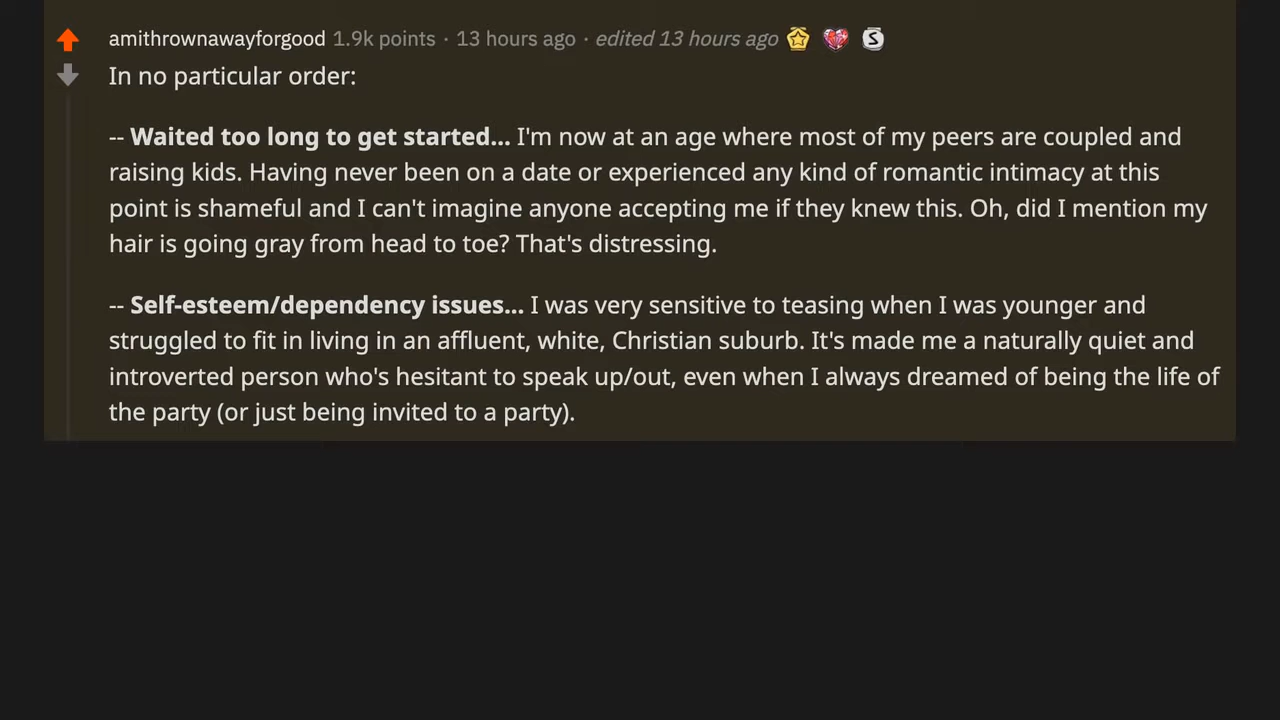 amithrownawayforgood 1.9k points · 13 hours ago · edited 13 hours ago
In no particular order:
-- Waited too long to get started... I'm now at an age where most of my peers are coupled and
raising kids. Having never been on a date or experienced any kind of romantic intimacy at this
point is shameful and I can't imagine anyone accepting me if they knew this. Oh, did I mention my
hair is going gray from head to toe? That's distressing.
-- Self-esteem/dependency issues... I was very sensitive to teasing when I was younger and
struggled to fit in living in an affluent, white, Christian suburb. It's made me a naturally quiet and
introverted person who's hesitant to speak up/out, even when I always dreamed of being the life of
the party (or just being invited to a party).